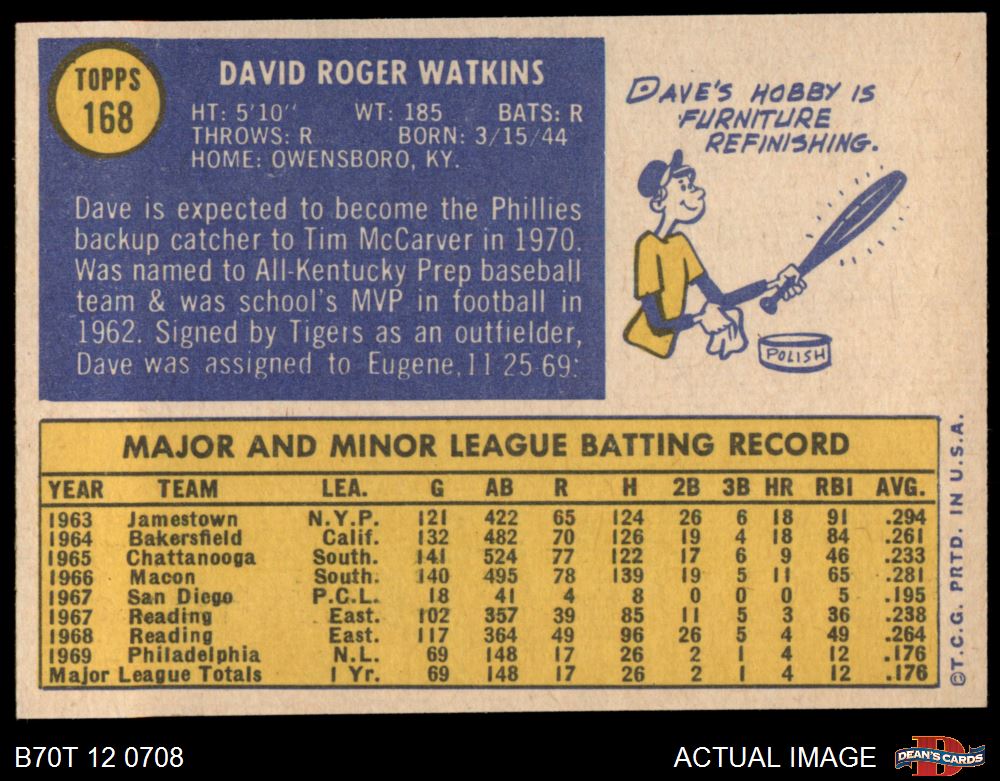 TOPPS
168
DAVID ROGER WATKINS
HT: 5'10" WT: 185 BATS: R
THROWS: R BORN: 3/15/44
HOME: OWENSBORO, KY.
Dave is expected to become the Phillies
backup catcher to Tim McCarver in 1970.
Was named to All-Kentucky Prep baseball
team & was school's MVP in football in
1962. Signed by Tigers as an outfielder,
Dave was assigned to Eugene, 11-25-69.
DAVE'S HOBBY IS
FURNITURE
REFINISHING.
POLISH
MAJOR AND MINOR LEAGUE BATTING RECORD
YEAR TEAM LEA. G AB R H 2B 3B HR RBI AVG.
1963 Jamestown N.Y.P. 121 422 65 124 26 6 18 91 .294
1964 Bakersfield Calif. 132 482 70 126 19 4 18 84 .261
1965 Chattanooga South. 141 524 77 122 17 6 9 46 .233
1966 Macon South. 140 495 78 139 19 5 11 65 .281
1967 San Diego P.C.L. 18 41 4 8 0 0 0 5 .195
1967 Reading East. 102 357 39 85 11 5 3 36 .238
1968 Reading East. 117 364 49 96 26 5 4 49 .264
1969 Philadelphia N.L. 69 148 17 26 2 1 4 12 .176
Major League Totals 1 Yr. 69 148 17 26 2 1 4 12 .176
©T.C.G. PRTD. IN U.S.A.
B70T 12 0708
ACTUAL IMAGE
D
DEAN'S CARDS